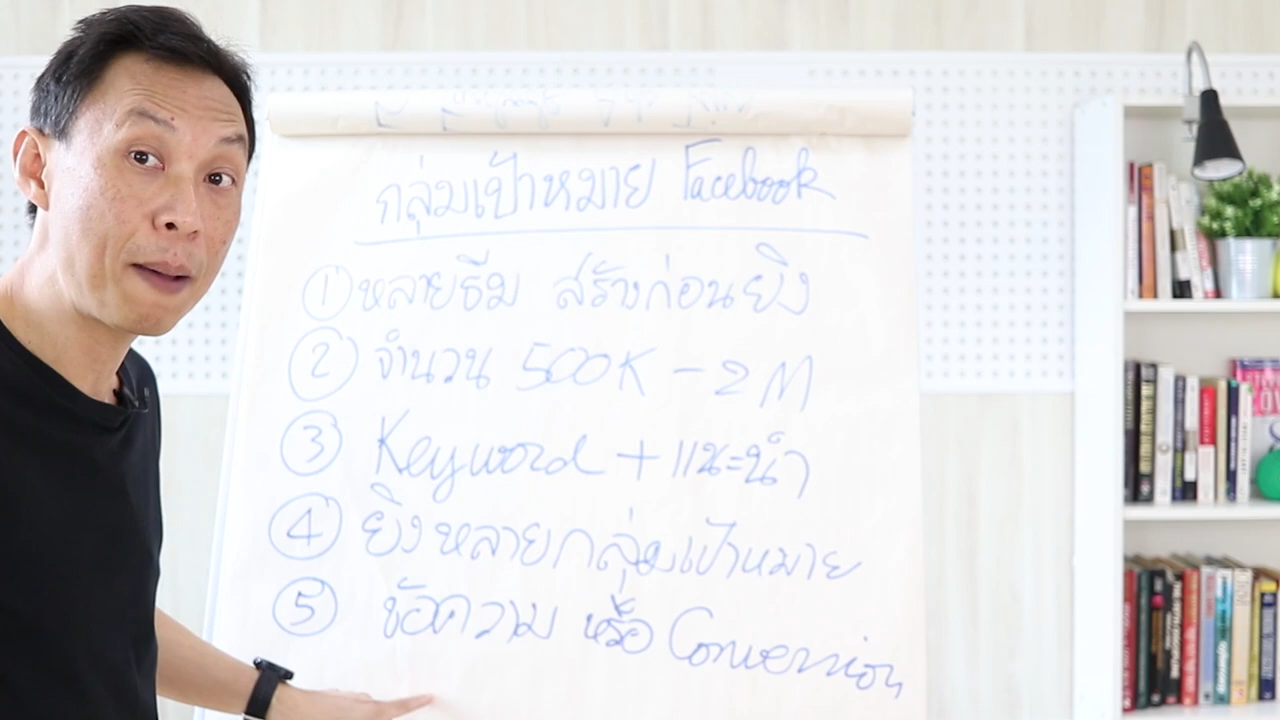 กลุ่มเป้าหมาย Facebook
① หลายธีม สร้างก่อนยิง
② จำนวน 500K - 2M
③ Keyword + แนะนำ
④ ยิงหลายกลุ่มเป้าหมาย
⑤ ข้อความ หรือ Conversion